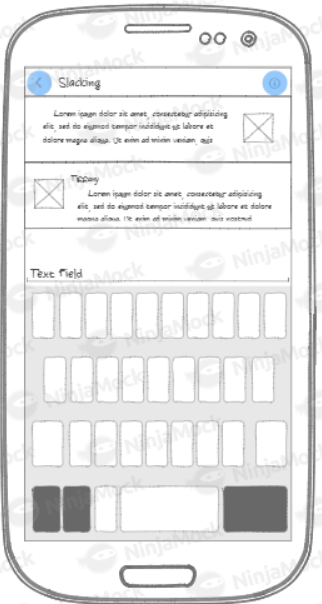 Slacking
Lorem ipsum dolor sit amet, consectetur adipisicing
elit, sed do eiusmod tempor incididunt ut labore et
dolore magna aliqua. Ut enim ad minim veniam, quis
Tiffany
Lorem ipsum dolor sit amet, consectetur adipisicing
elit, sed do eiusmod tempor incididunt ut labore et dolore
magna aliqua. Ut enim ad minim veniam, quis nostrud
Text Field
NinjaMock